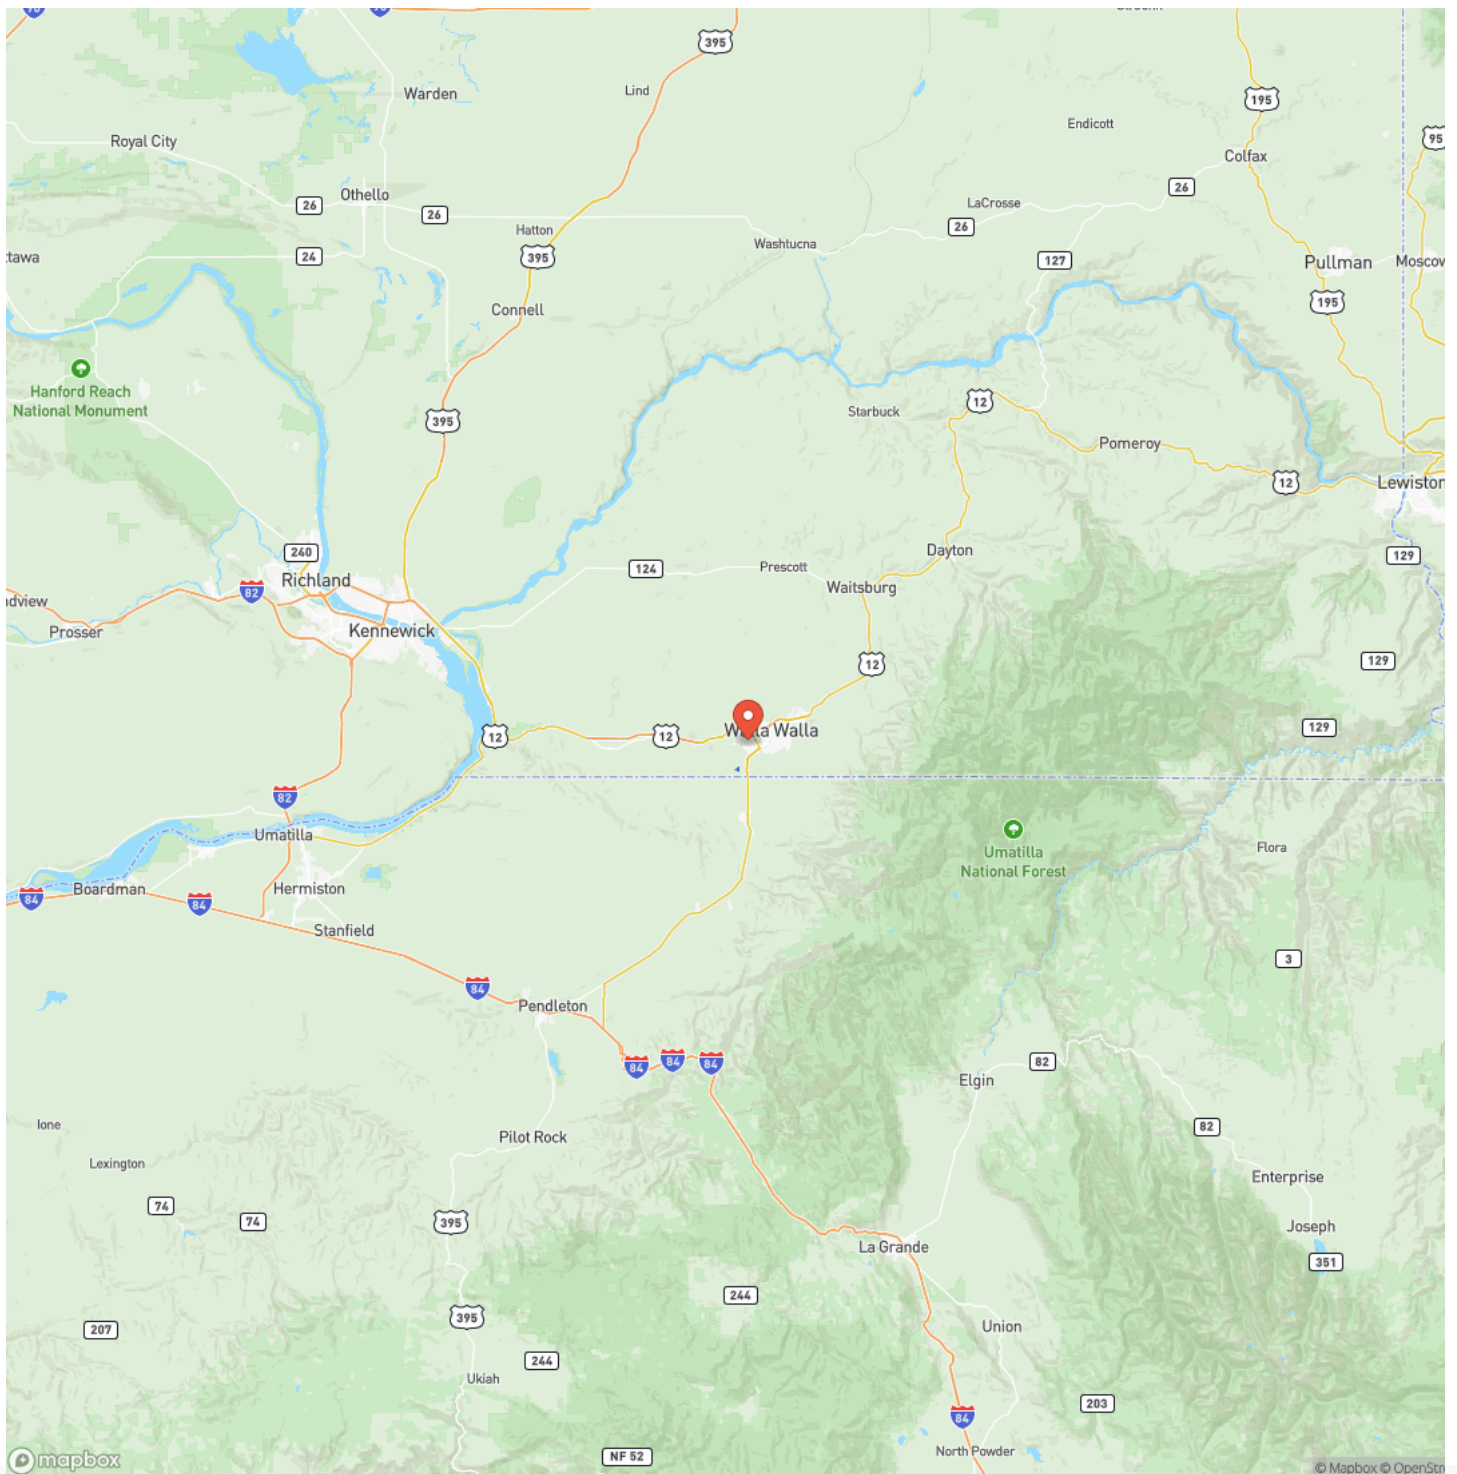 395
Warden
Lind
195
Endicott
95
Royal City
Colfax
Othello
26
26
26
LaCrosse
26
Hatton
Washtucna
24
395
127
Pullman
Moscow
195
Connell
Hanford Reach
National Monument
395
12
Starbuck
Pomeroy
12
Lewiston
240
Dayton
129
124
Prescott
Richland
82
Waitsburg
Prosser
Kennewick
12
129
12
12
Walla Walla
129
82
Umatilla
Umatilla
National Forest
Flora
Boardman
Hermiston
84
84
Stanfield
3
84
Pendleton
84
84
84
82
Elgin
Ione
82
Pilot Rock
Lexington
Enterprise
74
74
395
Joseph
La Grande
351
244
395
207
Union
244
Ukiah
203
84
North Powder
NF 52
mapbox
© Mapbox © OpenStre